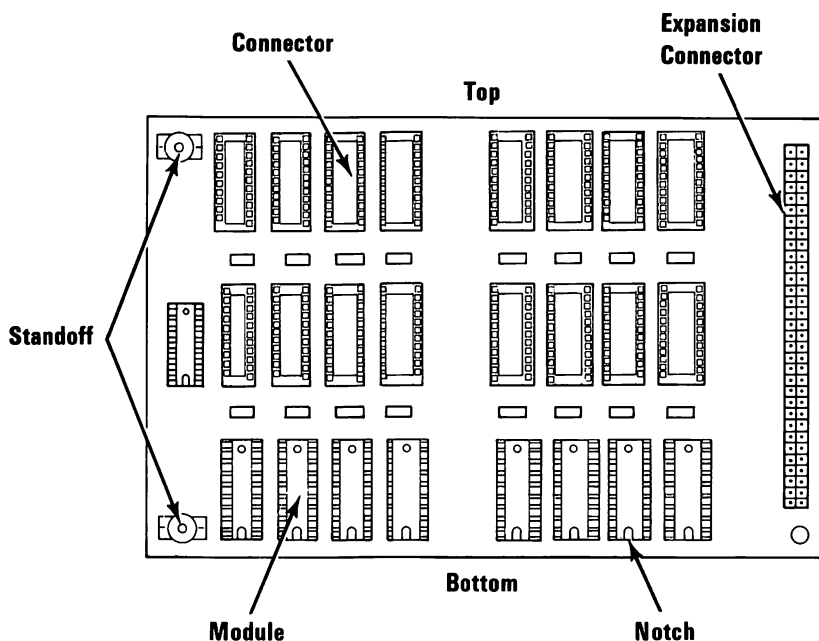 Connector
Expansion
Connector
Top
Standoff
Bottom
Module
Notch